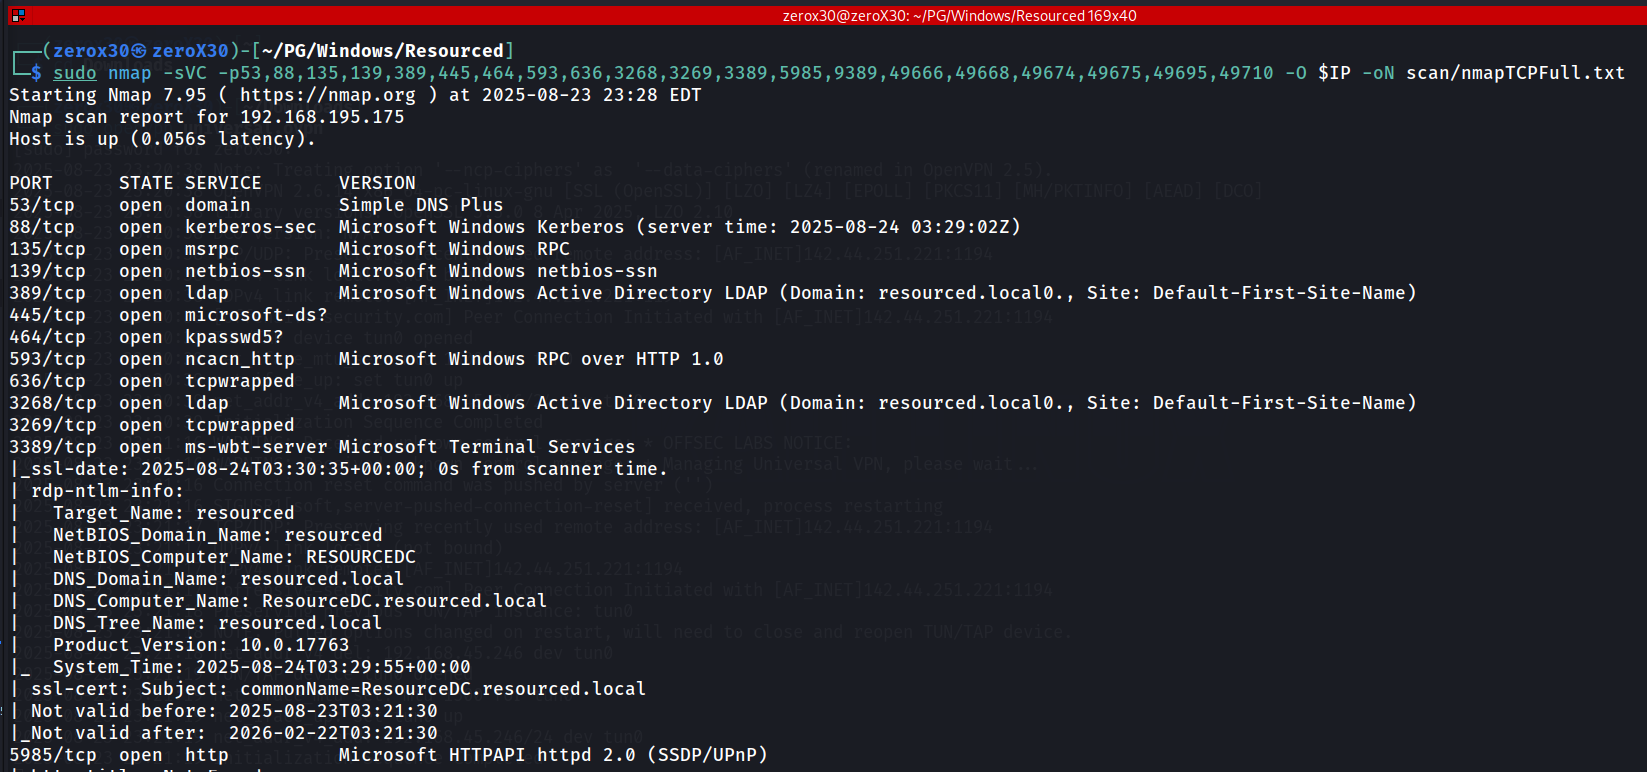 zerox30@zeroX30: ~/PG/Windows/Resourced 169x40
┌──(zerox30㉿zeroX30)-[~/PG/Windows/Resourced]
└─$ sudo nmap -sVC -p53,88,135,139,389,445,464,593,636,3268,3269,3389,5985,9389,49666,49668,49674,49675,49695,49710 -O $IP -oN scan/nmapTCPFull.txt
Starting Nmap 7.95 ( https://nmap.org ) at 2025-08-23 23:28 EDT
Nmap scan report for 192.168.195.175
Host is up (0.056s latency).
PORT      STATE SERVICE       VERSION
53/tcp    open  domain        Simple DNS Plus
88/tcp    open  kerberos-sec  Microsoft Windows Kerberos (server time: 2025-08-24 03:29:02Z)
135/tcp   open  msrpc         Microsoft Windows RPC
139/tcp   open  netbios-ssn   Microsoft Windows netbios-ssn
389/tcp   open  ldap          Microsoft Windows Active Directory LDAP (Domain: resourced.local0., Site: Default-First-Site-Name)
445/tcp   open  microsoft-ds?
464/tcp   open  kpasswd5?
593/tcp   open  ncacn_http    Microsoft Windows RPC over HTTP 1.0
636/tcp   open  tcpwrapped
3268/tcp  open  ldap          Microsoft Windows Active Directory LDAP (Domain: resourced.local0., Site: Default-First-Site-Name)
3269/tcp  open  tcpwrapped
3389/tcp  open  ms-wbt-server Microsoft Terminal Services
|_ssl-date: 2025-08-24T03:30:35+00:00; 0s from scanner time.
| rdp-ntlm-info:
|   Target_Name: resourced
|   NetBIOS_Domain_Name: resourced
|   NetBIOS_Computer_Name: RESOURCEDC
|   DNS_Domain_Name: resourced.local
|   DNS_Computer_Name: ResourceDC.resourced.local
|   DNS_Tree_Name: resourced.local
|   Product_Version: 10.0.17763
|_  System_Time: 2025-08-24T03:29:55+00:00
| ssl-cert: Subject: commonName=ResourceDC.resourced.local
| Not valid before: 2025-08-23T03:21:30
|_Not valid after:  2026-02-22T03:21:30
5985/tcp  open  http          Microsoft HTTPAPI httpd 2.0 (SSDP/UPnP)